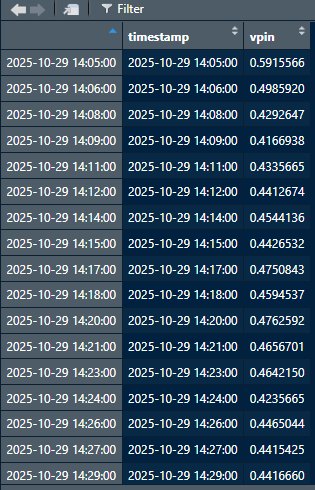 Filter
timestamp vpin
2025-10-29 14:05:00 2025-10-29 14:05:00 0.5915566
2025-10-29 14:06:00 2025-10-29 14:06:00 0.4985920
2025-10-29 14:08:00 2025-10-29 14:08:00 0.4292647
2025-10-29 14:09:00 2025-10-29 14:09:00 0.4166938
2025-10-29 14:11:00 2025-10-29 14:11:00 0.4335665
2025-10-29 14:12:00 2025-10-29 14:12:00 0.4412674
2025-10-29 14:14:00 2025-10-29 14:14:00 0.4544136
2025-10-29 14:15:00 2025-10-29 14:15:00 0.4426532
2025-10-29 14:17:00 2025-10-29 14:17:00 0.4750843
2025-10-29 14:18:00 2025-10-29 14:18:00 0.4594537
2025-10-29 14:20:00 2025-10-29 14:20:00 0.4762592
2025-10-29 14:21:00 2025-10-29 14:21:00 0.4656701
2025-10-29 14:23:00 2025-10-29 14:23:00 0.4642150
2025-10-29 14:24:00 2025-10-29 14:24:00 0.4235665
2025-10-29 14:26:00 2025-10-29 14:26:00 0.4465044
2025-10-29 14:27:00 2025-10-29 14:27:00 0.4415425
2025-10-29 14:29:00 2025-10-29 14:29:00 0.4416660